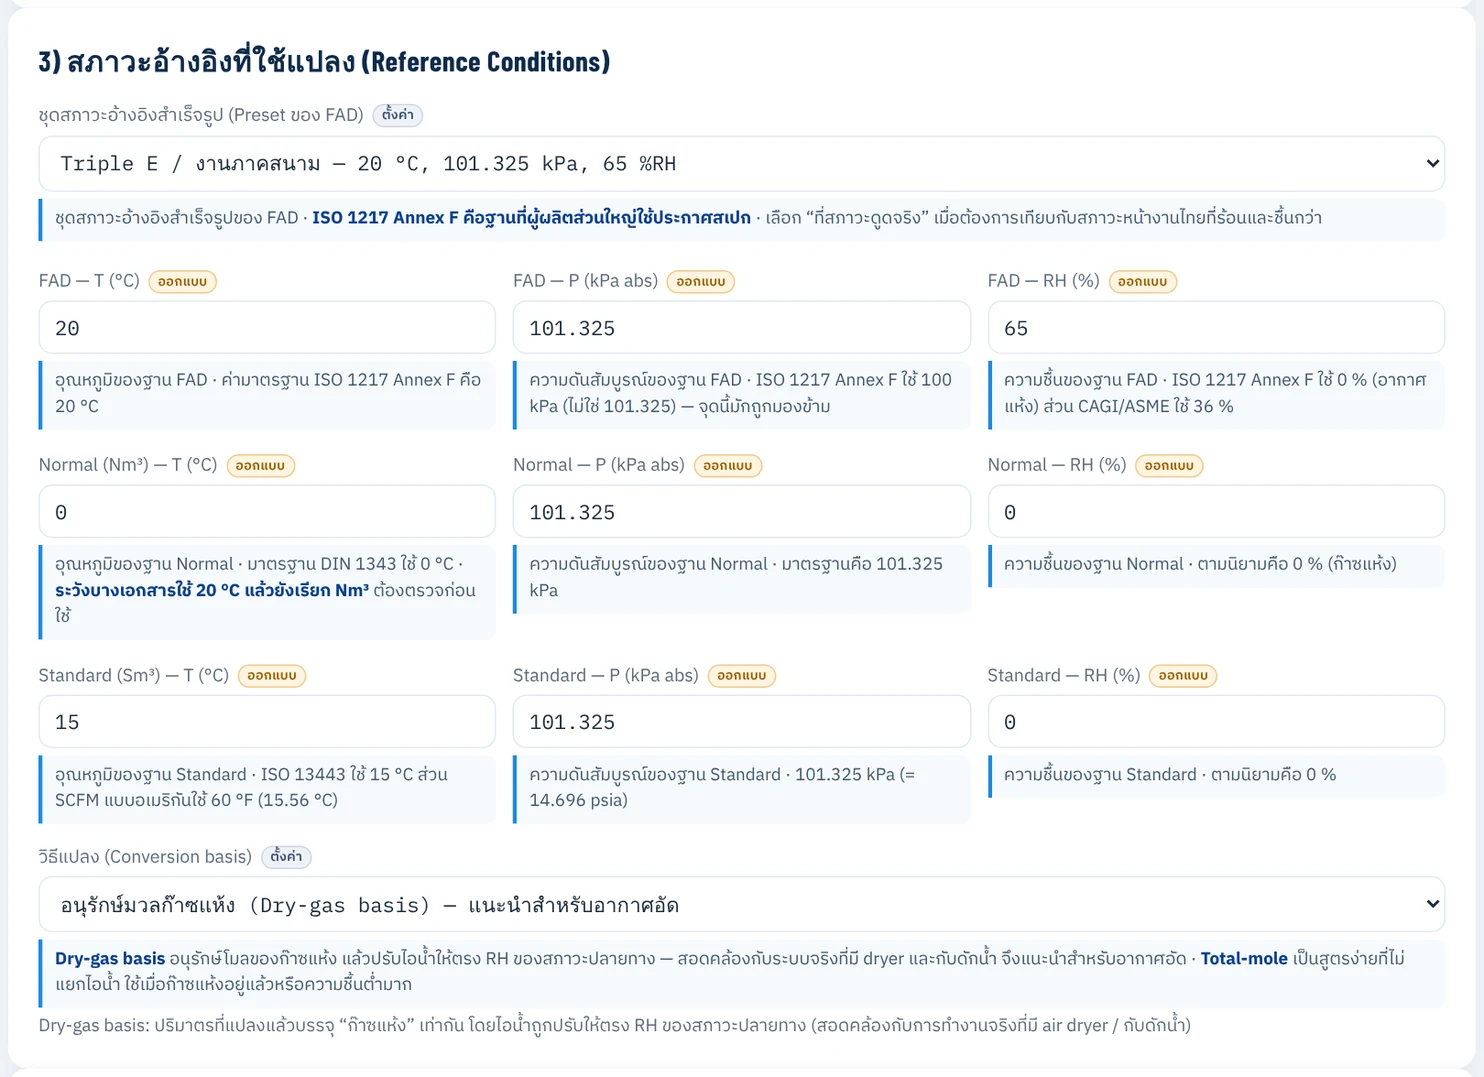 3) สภาวะอ้างอิงที่ใช้แปลง (Reference Conditions)
ชุดสภาวะอ้างอิงสำเร็จรูป (Preset ของ FAD) ตั้งค่า
Triple E / งานภาคสนาม — 20 °C, 101.325 kPa, 65 %RH
ชุดสภาวะอ้างอิงสำเร็จรูปของ FAD · ISO 1217 Annex F คือฐานที่ผู้ผลิตส่วนใหญ่ใช้ประกาศสเปก · เลือก “ที่สภาวะดูดจริง” เมื่อต้องการเทียบกับสภาวะหน้างานไทยที่ร้อนและชื้นกว่า
FAD — T (°C) ออกแบบ
20
อุณหภูมิของฐาน FAD · ค่ามาตรฐาน ISO 1217 Annex F คือ
20 °C
FAD — P (kPa abs) ออกแบบ
101.325
ความดันสัมบูรณ์ของฐาน FAD · ISO 1217 Annex F ใช้ 100
kPa (ไม่ใช่ 101.325) — จุดนี้มักถูกมองข้าม
FAD — RH (%) ออกแบบ
65
ความชื้นของฐาน FAD · ISO 1217 Annex F ใช้ 0 % (อากาศ
แห้ง) ส่วน CAGI/ASME ใช้ 36 %
Normal (Nm³) — T (°C) ออกแบบ
0
อุณหภูมิของฐาน Normal · มาตรฐาน DIN 1343 ใช้ 0 °C ·
ระวังบางเอกสารใช้ 20 °C แล้วยังเรียก Nm³ ต้องตรวจก่อน
ใช้
Normal — P (kPa abs) ออกแบบ
101.325
ความดันสัมบูรณ์ของฐาน Normal · มาตรฐานคือ 101.325
kPa
Normal — RH (%) ออกแบบ
0
ความชื้นของฐาน Normal · ตามนิยามคือ 0 % (ก๊าซแห้ง)
Standard (Sm³) — T (°C) ออกแบบ
15
อุณหภูมิของฐาน Standard · ISO 13443 ใช้ 15 °C ส่วน
SCFM แบบอเมริกันใช้ 60 °F (15.56 °C)
Standard — P (kPa abs) ออกแบบ
101.325
ความดันสัมบูรณ์ของฐาน Standard · 101.325 kPa (=
14.696 psia)
Standard — RH (%) ออกแบบ
0
ความชื้นของฐาน Standard · ตามนิยามคือ 0 %
วิธีแปลง (Conversion basis) ตั้งค่า
อนุรักษ์มวลก๊าซแห้ง (Dry-gas basis) — แนะนำสำหรับอากาศอัด
Dry-gas basis อนุรักษ์โมลของก๊าซแห้ง แล้วปรับไอน้ำให้ตรง RH ของสภาวะปลายทาง — สอดคล้องกับระบบจริงที่มี dryer และกับดักน้ำ จึงแนะนำสำหรับอากาศอัด · Total-mole เป็นสูตรง่ายที่ไม่
แยกไอน้ำ ใช้เมื่อก๊าซแห้งอยู่แล้วหรือความชื้นต่ำมาก
Dry-gas basis: ปริมาตรที่แปลงแล้วบรรจุ “ก๊าซแห้ง” เท่ากัน โดยไอน้ำถูกปรับให้ตรง RH ของสภาวะปลายทาง (สอดคล้องกับการทำงานจริงที่มี air dryer / กับดักน้ำ)